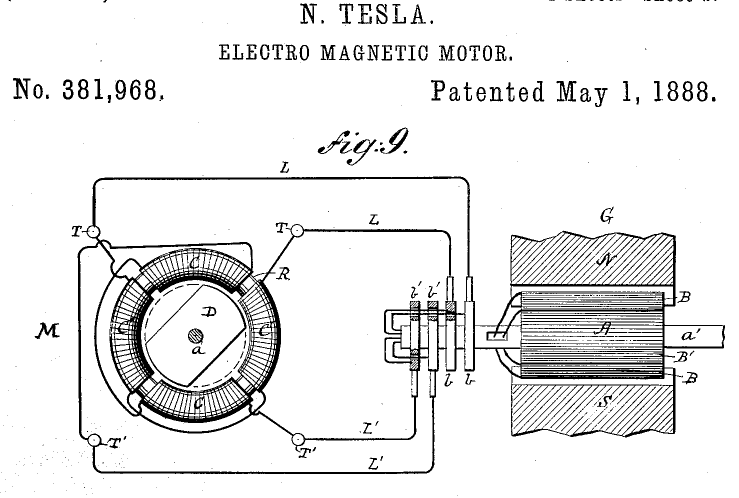 N. TESLA.
ELECTRO MAGNETIC MOTOR.
No. 381,968.
Patented May 1, 1888.
Fig: 9.
L
G
T
T
L
C
R
N
b' b'
B
D
M
C
C
A
a
a'
B'
b b
B
C
S
L'
T'
T'
L'